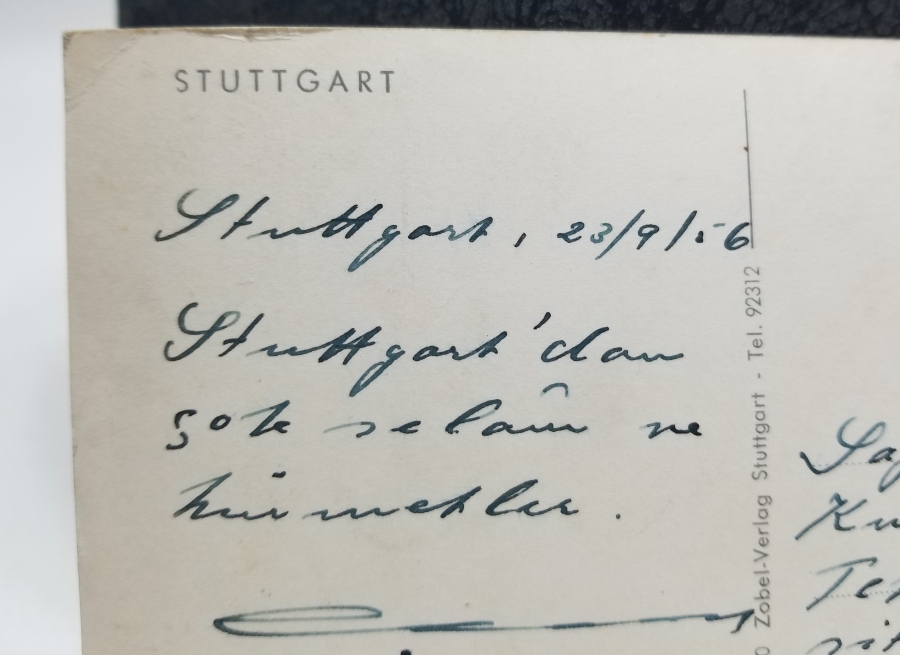 STUTTGART
Stuttgart, 23/9/56
Stuttgart'dan
çok selâm ve
hürmetler.
Zobel-Verlag Stuttgart - Tel. 92312